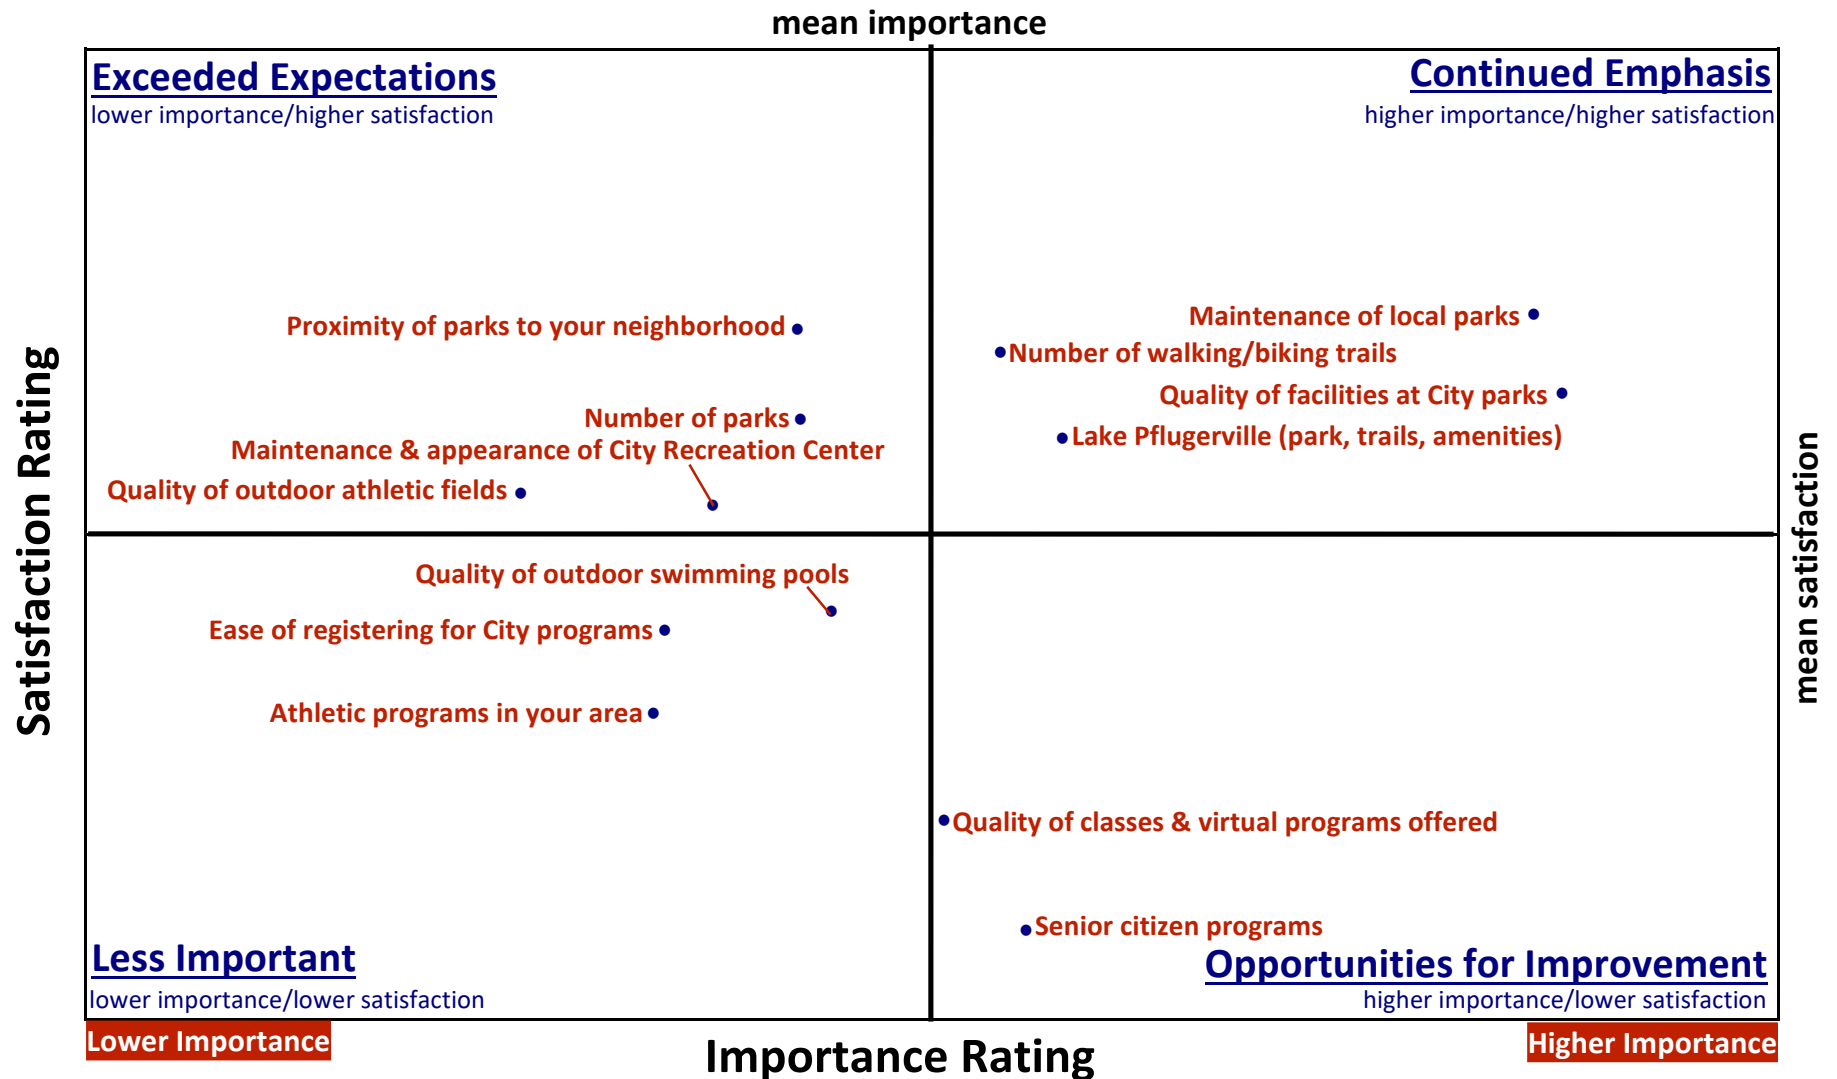 mean importance
Exceeded Expectations
lower importance/higher satisfaction
Continued Emphasis
higher importance/higher satisfaction
Proximity of parks to your neighborhood
Maintenance of local parks
Number of walking/biking trails
Quality of facilities at City parks
Number of parks
Lake Pflugerville (park, trails, amenities)
Maintenance & appearance of City Recreation Center
Quality of outdoor athletic fields
Satisfaction Rating
mean satisfaction
Quality of outdoor swimming pools
Ease of registering for City programs
Athletic programs in your area
Quality of classes & virtual programs offered
Senior citizen programs
Less Important
lower importance/lower satisfaction
Opportunities for Improvement
higher importance/lower satisfaction
Lower Importance
Importance Rating
Higher Importance